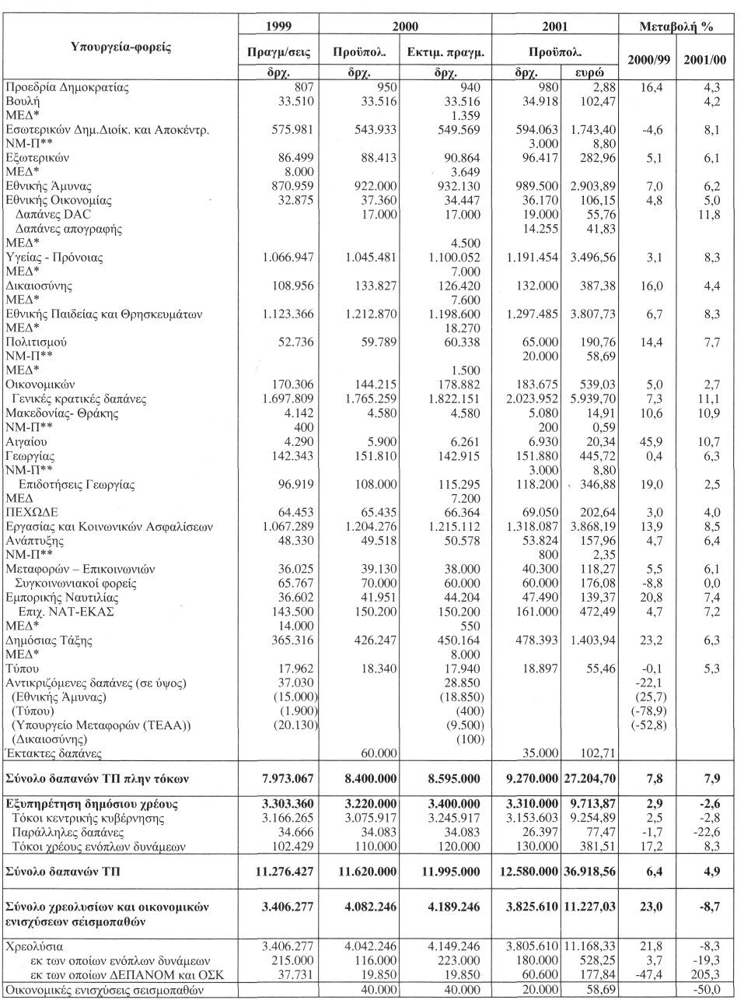 Υπουργεία-φορείς 1999 2000 2001 Μεταβολή %
Πραγμ/σεις Προϋπολ. Εκτιμ. πραγμ. Προϋπολ. 2000/99 2001/00
δρχ. δρχ. δρχ. δρχ. ευρώ
Προεδρία Δημοκρατίας 807 950 940 980 2,88 16,4 4,3
Βουλή 33.510 33.516 33.516 34.918 102,47 4,2
ΜΕΔ* 1.359
Εσωτερικών Δημ.Διοίκ. και Αποκέντρ. 575.981 543.933 549.569 594.063 1.743,40 -4,6 8,1
ΝΜ-Π** 3.000 8,80
Εξωτερικών 86.499 88.413 90.864 96.417 282,96 5,1 6,1
ΜΕΔ* 8.000 3.649
Εθνικής Άμυνας 870.959 922.000 932.130 989.500 2.903,89 7,0 6,2
Εθνικής Οικονομίας 32.875 37.360 34.447 36.170 106,15 4,8 5,0
Δαπάνες DAC 17.000 17.000 19.000 55,76 11,8
Δαπάνες απογραφής 14.255 41,83
ΜΕΔ* 4.500
Υγείας - Πρόνοιας 1.066.947 1.045.481 1.100.052 1.191.454 3.496,56 3,1 8,3
ΜΕΔ* 7.000
Δικαιοσύνης 108.956 133.827 126.420 132.000 387,38 16,0 4,4
ΜΕΔ* 7.600
Εθνικής Παιδείας και Θρησκευμάτων 1.123.366 1.212.870 1.198.600 1.297.485 3.807,73 6,7 8,3
ΜΕΔ* 18.270
Πολιτισμού 52.736 59.789 60.338 65.000 190,76 14,4 7,7
ΝΜ-Π** 20.000 58,69
ΜΕΔ* 1.500
Οικονομικών 170.306 144.215 178.882 183.675 539,03 5,0 2,7
Γενικές κρατικές δαπάνες 1.697.809 1.765.259 1.822.151 2.023.952 5.939,70 7,3 11,1
Μακεδονίας- Θράκης 4.142 4.580 4.580 5.080 14,91 10,6 10,9
ΝΜ-Π** 400 200 0,59
Αιγαίου 4.290 5.900 6.261 6.930 20,34 45,9 10,7
Γεωργίας 142.343 151.810 142.915 151.880 445,72 0,4 6,3
ΝΜ-Π** 3.000 8,80
Επιδοτήσεις Γεωργίας 96.919 108.000 115.295 118.200 346,88 19,0 2,5
ΜΕΔ 7.200
ΠΕΧΩΔΕ 64.453 65.435 66.364 69.050 202,64 3,0 4,0
Εργασίας και Κοινωνικών Ασφαλίσεων 1.067.289 1.204.276 1.215.112 1.318.087 3.868,19 13,9 8,5
Ανάπτυξης 48.330 49.518 50.578 53.824 157,96 4,7 6,4
ΝΜ-Π** 800 2,35
Μεταφορών – Επικοινωνιών 36.025 39.130 38.000 40.300 118,27 5,5 6,1
Συγκοινωνιακοί φορείς 65.767 70.000 60.000 60.000 176,08 -8,8 0,0
Εμπορικής Ναυτιλίας 36.602 41.951 44.204 47.490 139,37 20,8 7,4
Επιχ. ΝΑΤ-ΕΚΑΣ 143.500 150.200 150.200 161.000 472,49 4,7 7,2
ΜΕΔ* 14.000 550
Δημόσιας Τάξης 365.316 426.247 450.164 478.393 1.403,94 23,2 6,3
ΜΕΔ* 8.000
Τύπου 17.962 18.340 17.940 18.897 55,46 -0,1 5,3
Αντικριζόμενες δαπάνες (σε ύψος) 37.030 28.850 -22,1
(Εθνικής Άμυνας) (15.000) (18.850) (25,7)
(Τύπου) (1.900) (400) (-78,9)
(Υπουργείο Μεταφορών (ΤΕΑΑ)) (20.130) (9.500) (-52,8)
(Δικαιοσύνης) (100)
Έκτακτες δαπάνες 60.000 35.000 102,71
Σύνολο δαπανών ΤΠ πλην τόκων 7.973.067 8.400.000 8.595.000 9.270.000 27.204,70 7,8 7,9
Εξυπηρέτηση δημόσιου χρέους 3.303.360 3.220.000 3.400.000 3.310.000 9.713,87 2,9 -2,6
Τόκοι κεντρικής κυβέρνησης 3.166.265 3.075.917 3.245.917 3.153.603 9.254,89 2,5 -2,8
Παράλληλες δαπάνες 34.666 34.083 34.083 26.397 77,47 -1,7 -22,6
Τόκοι χρέους ενόπλων δυνάμεων 102.429 110.000 120.000 130.000 381,51 17,2 8,3
Σύνολο δαπανών ΤΠ 11.276.427 11.620.000 11.995.000 12.580.000 36.918,56 6,4 4,9
Σύνολο χρεολυσίων και οικονομικών 3.406.277 4.082.246 4.189.246 3.825.610 11.227,03 23,0 -8,7
ενισχύσεων σεισμοπαθών
Χρεολύσια 3.406.277 4.042.246 4.149.246 3.805.610 11.168,33 21,8 -8,3
εκ των οποίων ενόπλων δυνάμεων 215.000 116.000 223.000 180.000 528,25 3,7 -19,3
εκ των οποίων ΔΕΠΑΝΟΜ και ΟΣΚ 37.731 19.850 19.850 60.600 177,84 -47,4 205,3
Οικονομικές ενισχύσεις σεισμοπαθών 40.000 40.000 20.000 58,69 -50,0